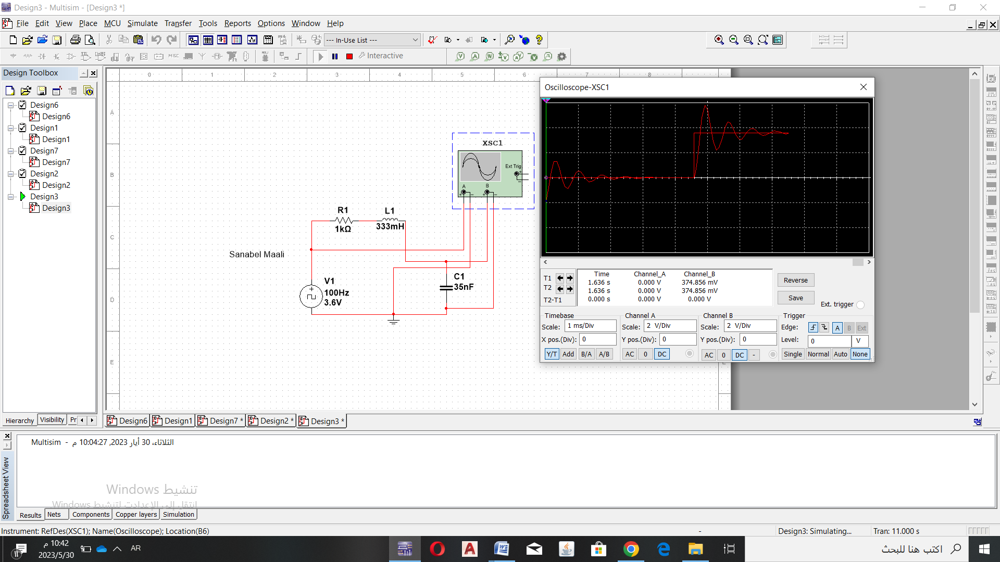 Design3 - Multisim - [Design3 *]
File Edit View Place MCU Simulate Transfer Tools Reports Options Window Help
--- In-Use List ---
MISC
Interactive
Design Toolbox
Design6
Design6
Design1
Design1
Design7
Design7
Design2
Design2
Design3
Design3
Hierarchy Visibility Pr
0 1 2 3 4 5 6 7 8
A
B
C
D
E
E
XSC1
Ext Trig
A B
R1
1kΩ
L1
333mH
Sanabel Maali
V1
100Hz
3.6V
C1
35nF
Oscilloscope-XSC1
Time Channel_A Channel_B
T1 1.636 s 0.000 V 374.856 mV
T2 1.636 s 0.000 V 374.856 mV
T2-T1 0.000 s 0.000 V 0.000 V
Reverse
Save
Ext. trigger
Timebase Channel A Channel B Trigger
Scale: 1 ms/Div Scale: 2 V/Div Scale: 2 V/Div Edge: A B Ext
X pos.(Div): 0 Y pos.(Div): 0 Y pos.(Div): 0 Level: 0 V
Y/T Add B/A A/B AC 0 DC AC 0 DC - Single Normal Auto None
Design6 Design1 Design7 * Design2 * Design3 *
Spreadsheet View
Multisim - الثلاثاء، 30 أيار 2023, 10:04:27 م
تنشيط Windows
انتقل إلى الإعدادات لتنشيط Windows
Results Nets Components Copper layers Simulation
Instrument: RefDes(XSC1); Name(Oscilloscope); Location(B6) - Design3: Simulating... Tran: 11.000 s
10:42 م
2023/5/30
AR
اكتب هنا للبحث